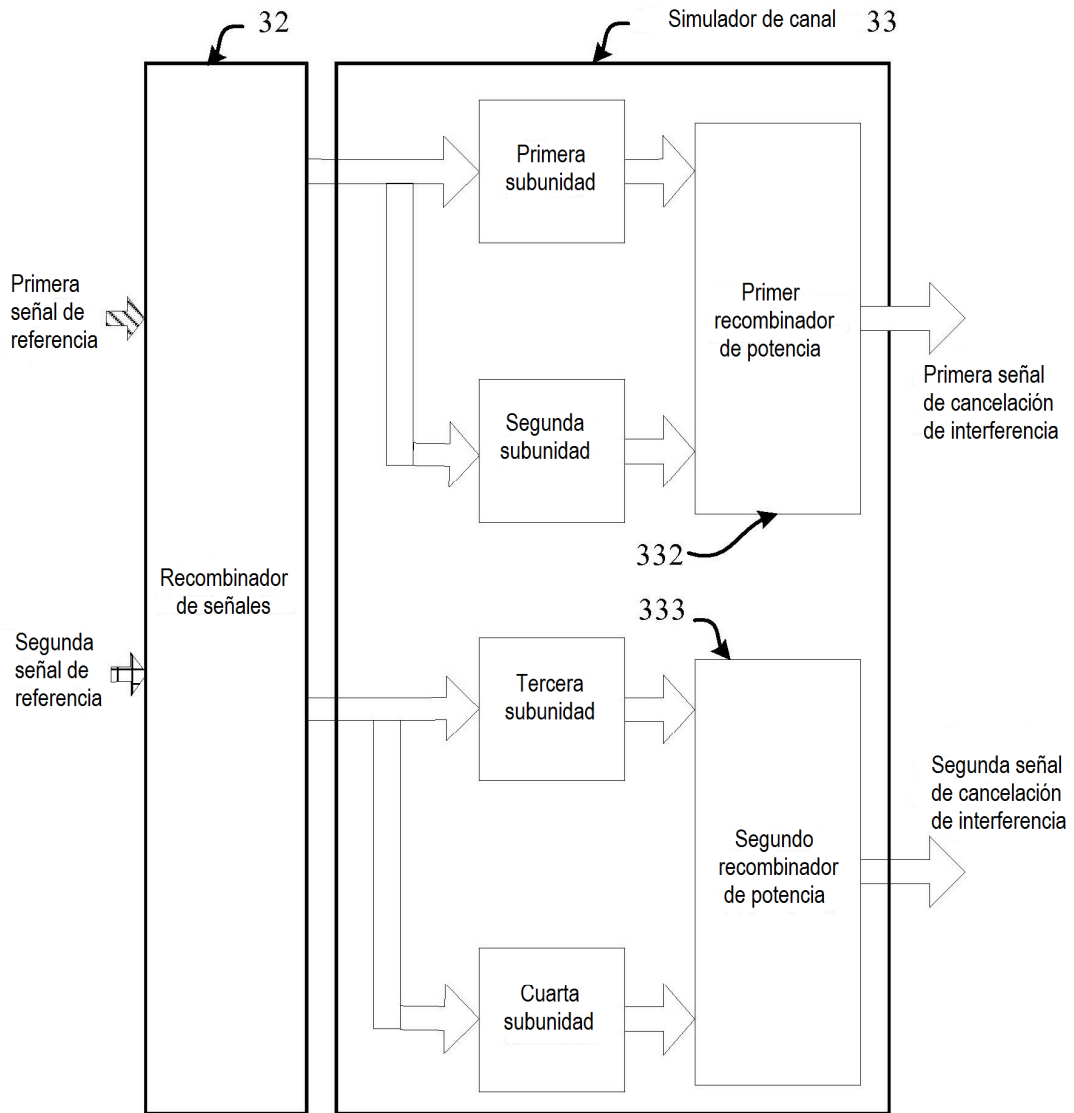 32
Simulador de canal 33
Primera
subunidad
Primera
señal de
referencia
Primer
recombinador
de potencia
Primera señal
de cancelación
de interferencia
Segunda
subunidad
332
Recombinador
de señales
333
Segunda
señal de
referencia
Tercera
subunidad
Segunda señal
de cancelación
de interferencia
Segundo
recombinador
de potencia
Cuarta
subunidad